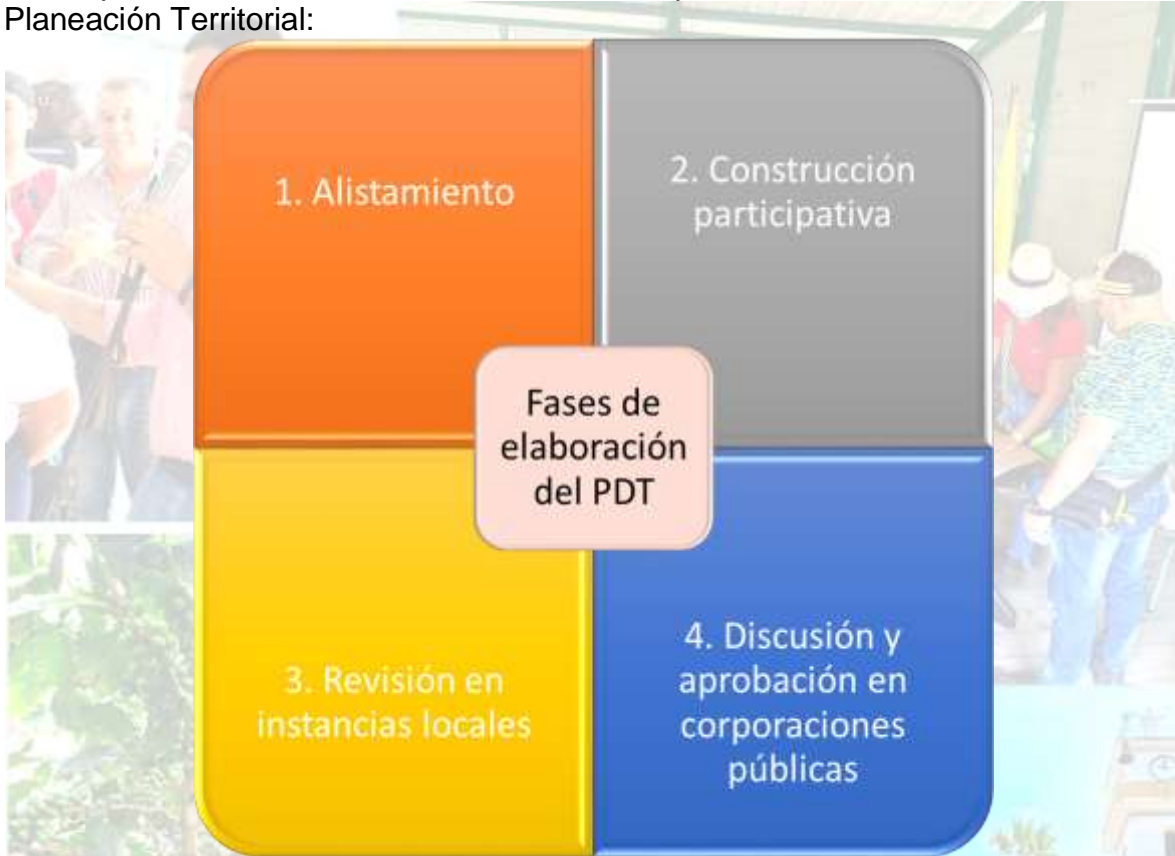 Planeación Territorial:
1. Alistamiento
2. Construcción
participativa
Fases de
elaboración
del PDT
3. Revisión en
instancias locales
4. Discusión y
aprobación en
corporaciones
públicas